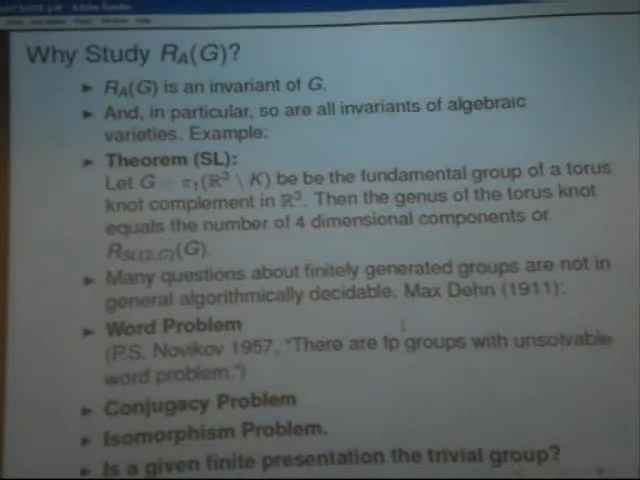 Why Study R_A(G)?
► R_A(G) is an invariant of G.
► And, in particular, so are all invariants of algebraic
varieties. Example:
► Theorem (SL):
Let G = π₁(ℝ³ \ K) be be the fundamental group of a torus
knot complement in ℝ³. Then the genus of the torus knot
equals the number of 4 dimensional components or
R_SL(2,C)(G).
► Many questions about finitely generated groups are not in
general algorithmically decidable. Max Dehn (1911):
► Word Problem
(P.S. Novikov 1957, "There are fp groups with unsolvable
word problem.")
► Conjugacy Problem
► Isomorphism Problem.
► Is a given finite presentation the trivial group?